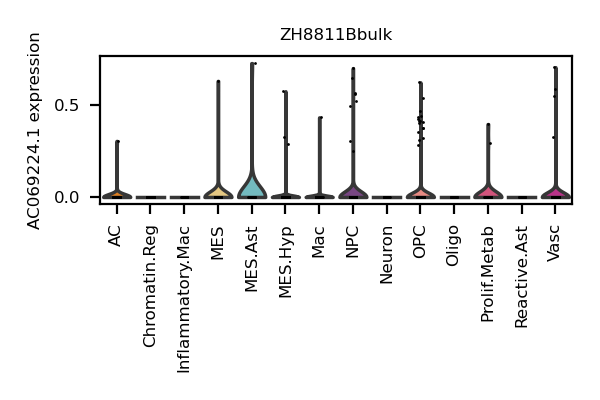 ZH8811Bbulk
AC069224.1 expression
0.5
0.0
AC
Chromatin.Reg
Inflammatory.Mac
MES
MES.Ast
MES.Hyp
Mac
NPC
Neuron
OPC
Oligo
Prolif.Metab
Reactive.Ast
Vasc